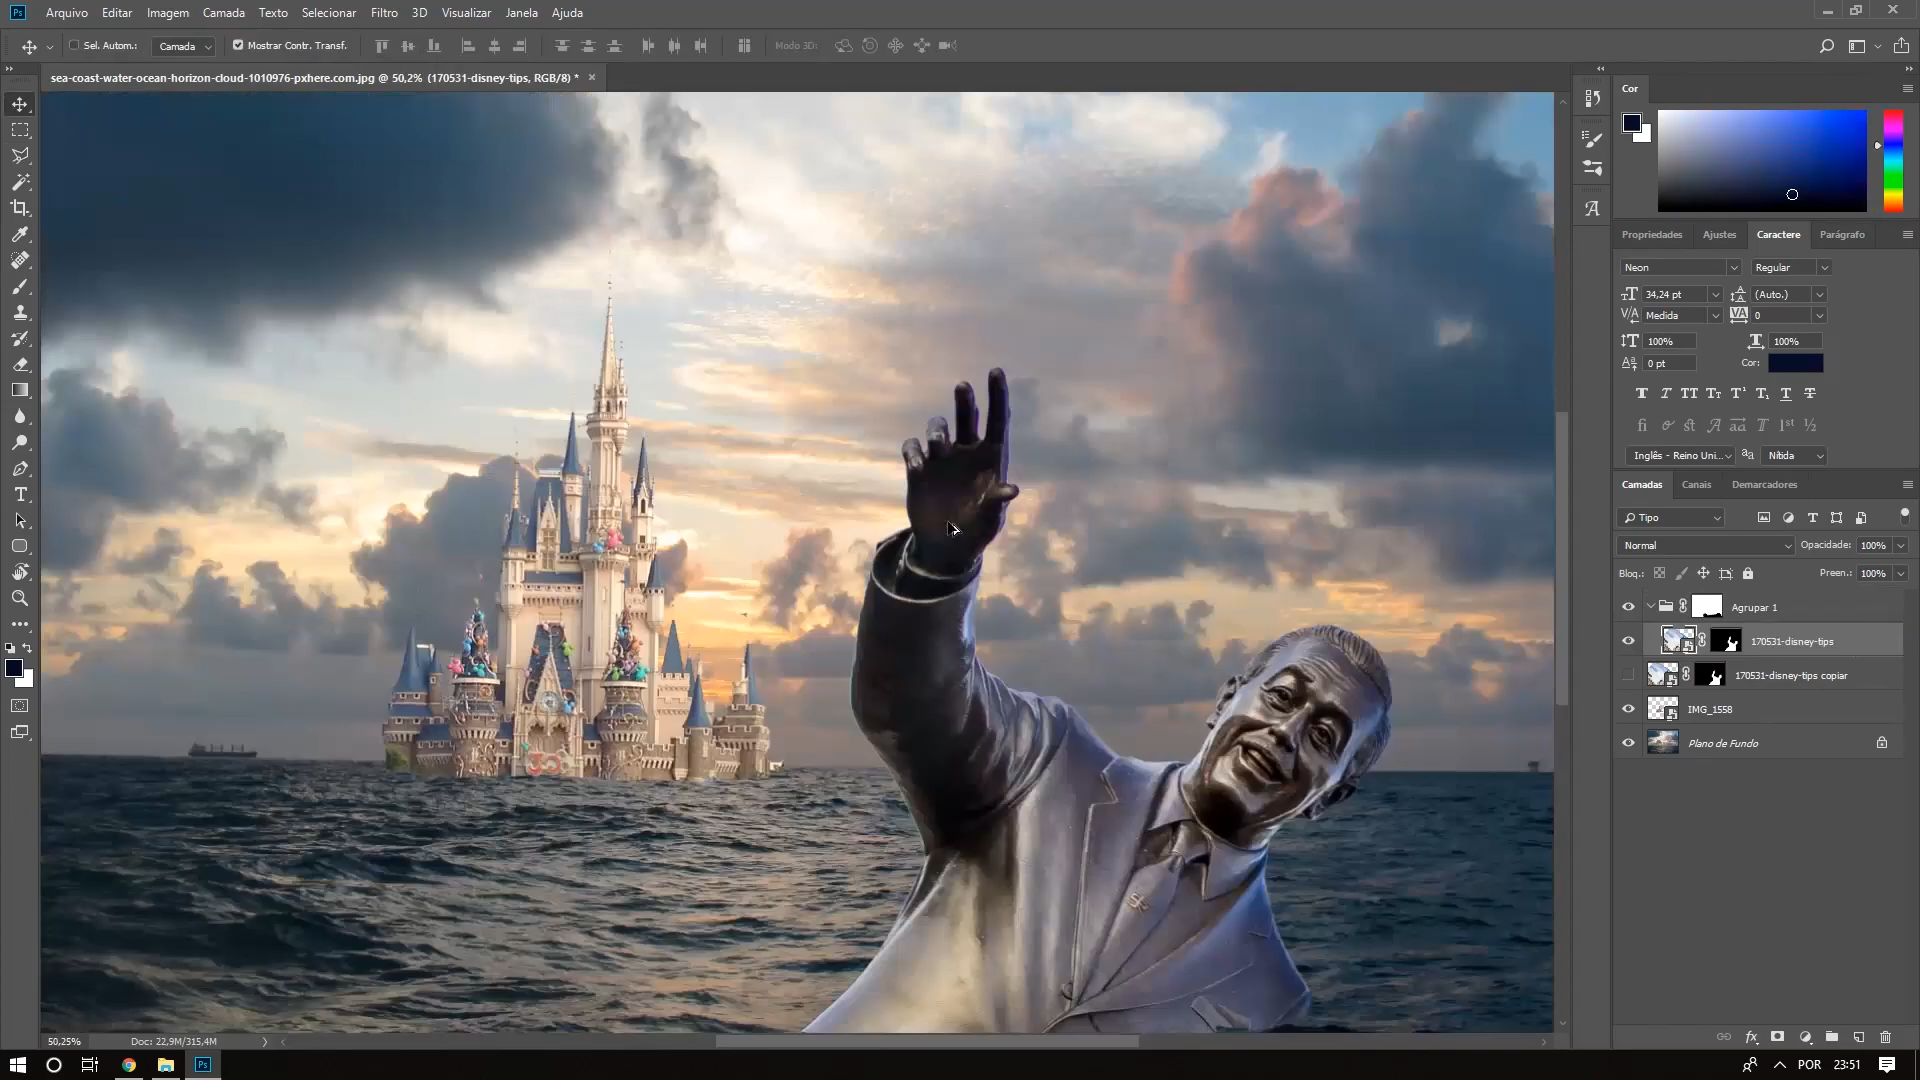 Ps Arquivo Editar Imagem Camada Texto Selecionar Filtro 3D Visualizar Janela Ajuda
Sel. Autom.: Camada Mostrar Contr. Transf. Modo 3D:
sea-coast-water-ocean-horizon-cloud-1010976-pxhere.com.jpg @ 50,2% (170531-disney-tips, RGB/8) *
Cor
Propriedades Ajustes Caractere Parágrafo
Neon Regular
34,24 pt (Auto.)
Medida 0
100% 100%
0 pt Cor:
Inglês - Reino Uni... Nítida
Camadas Canais Demarcadores
Tipo
Normal Opacidade: 100%
Bloq.: Preen.: 100%
Agrupar 1
170531-disney-tips
170531-disney-tips copiar
IMG_1558
Plano de Fundo
50,25% Doc: 22,9M/315,4M
Ps POR 23:51